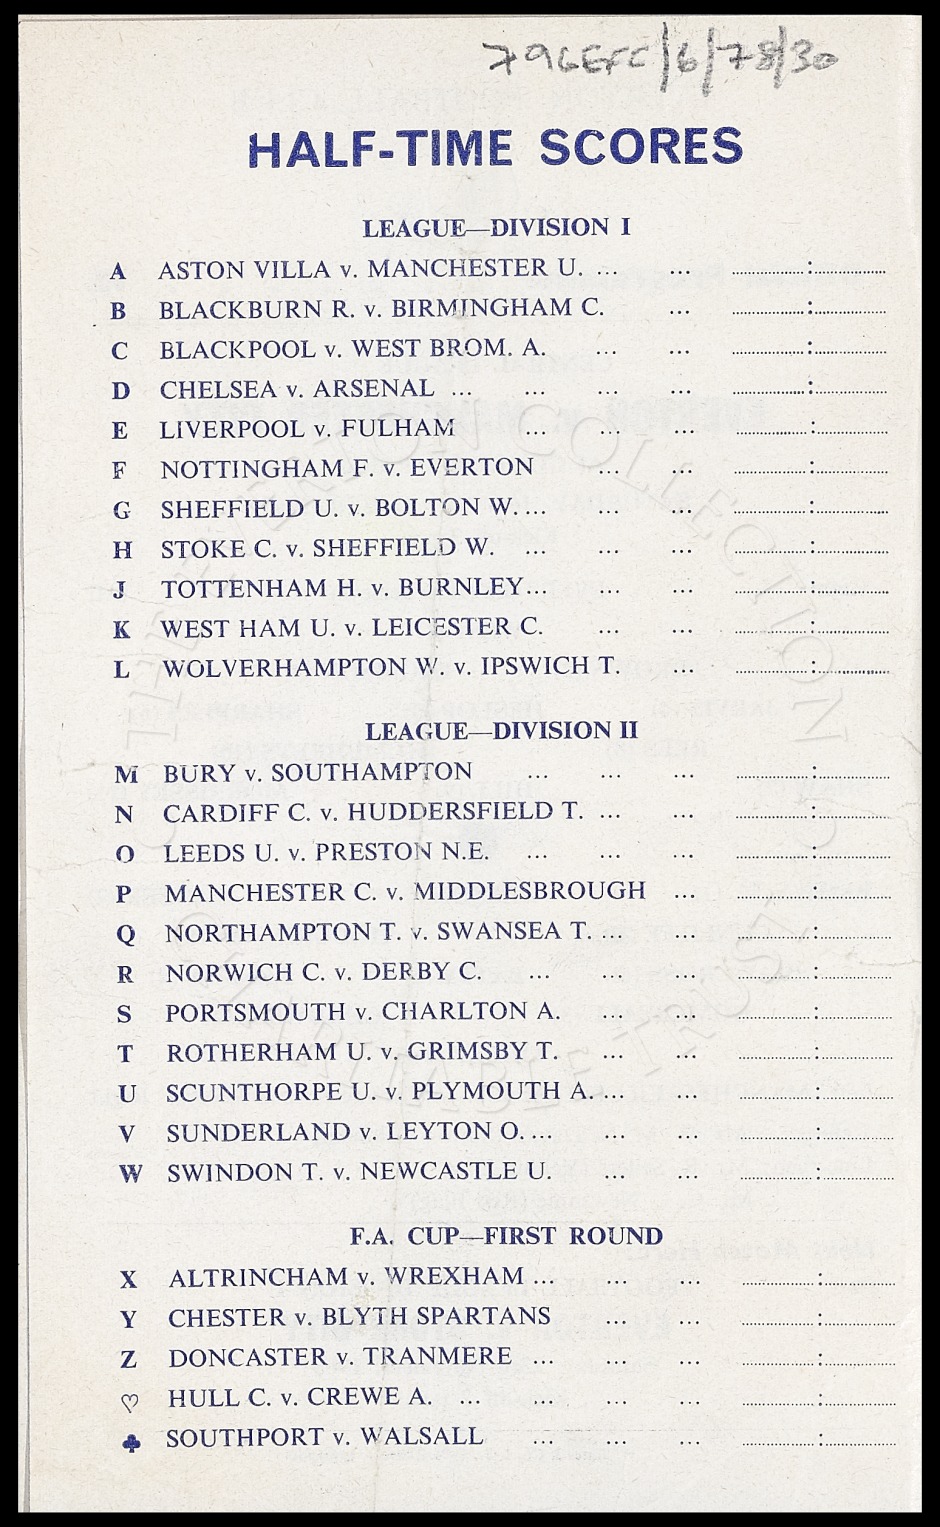 796EFC/6/78/30
HALF-TIME SCORES
LEAGUE—DIVISION I
A ASTON VILLA v. MANCHESTER U. ... ... ..........:..........
B BLACKBURN R. v. BIRMINGHAM C. ... ..........:..........
C BLACKPOOL v. WEST BROM. A. ... ... ..........:..........
D CHELSEA v. ARSENAL ... ... ... ... ..........:..........
E LIVERPOOL v. FULHAM ... ... ... ..........:..........
F NOTTINGHAM F. v. EVERTON ... ... ..........:..........
G SHEFFIELD U. v. BOLTON W. ... ... ... ..........:..........
H STOKE C. v. SHEFFIELD W. ... ... ... ..........:..........
J TOTTENHAM H. v. BURNLEY ... ... ... ..........:..........
K WEST HAM U. v. LEICESTER C. ... ... ..........:..........
L WOLVERHAMPTON W. v. IPSWICH T. ... ..........:..........
LEAGUE—DIVISION II
M BURY v. SOUTHAMPTON ... ... ... ..........:..........
N CARDIFF C. v. HUDDERSFIELD T. ... ... ..........:..........
O LEEDS U. v. PRESTON N.E. ... ... ... ..........:..........
P MANCHESTER C. v. MIDDLESBROUGH ... ..........:..........
Q NORTHAMPTON T. v. SWANSEA T. ... ... ..........:..........
R NORWICH C. v. DERBY C. ... ... ... ..........:..........
S PORTSMOUTH v. CHARLTON A. ... ... ..........:..........
T ROTHERHAM U. v. GRIMSBY T. ... ... ..........:..........
U SCUNTHORPE U. v. PLYMOUTH A. ... ... ..........:..........
V SUNDERLAND v. LEYTON O. ... ... ... ..........:..........
W SWINDON T. v. NEWCASTLE U. ... ... ..........:..........
F.A. CUP—FIRST ROUND
X ALTRINCHAM v. WREXHAM ... ... ... ..........:..........
Y CHESTER v. BLYTH SPARTANS ... ... ..........:..........
Z DONCASTER v. TRANMERE ... ... ... ..........:..........
♡ HULL C. v. CREWE A. ... ... ... ... ..........:..........
♣ SOUTHPORT v. WALSALL ... ... ... ..........:..........